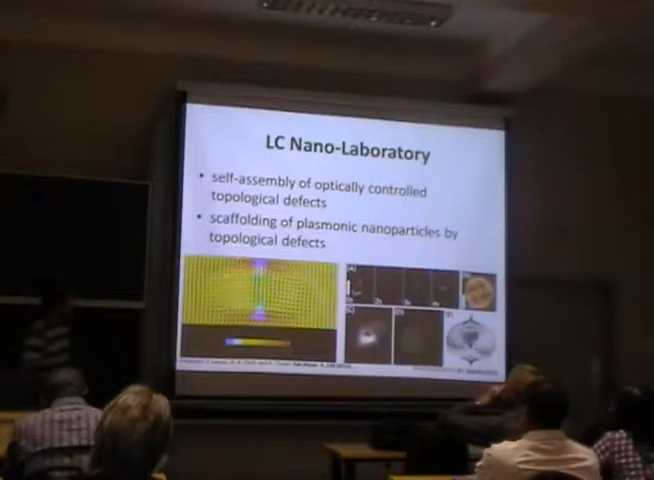 LC Nano-Laboratory
• self-assembly of optically controlled
topological defects
• scaffolding of plasmonic nanoparticles by
topological defects